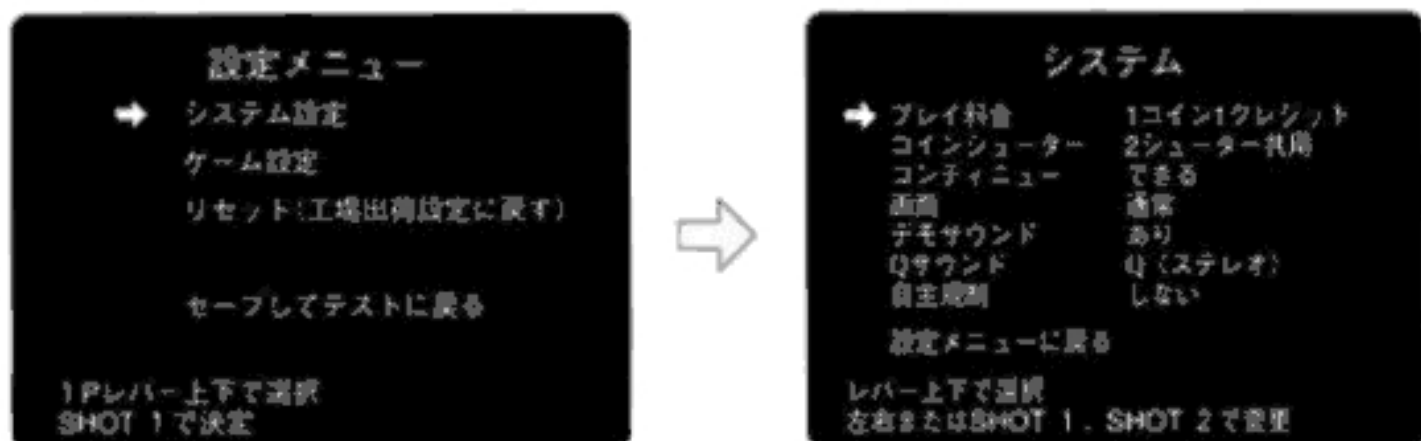 設定メニュー
システム設定
ゲーム設定
リセット(工場出荷設定に戻す)
セーブしてテストに戻る
1Pレバー上下で選択
SHOT 1で決定
システム
プレイ料金 1コイン1クレジット
コインシューター 2シューター共用
コンティニュー できる
画面 通常
デモサウンド あり
Qサウンド Q(ステレオ)
自主規制 しない
設定メニューに戻る
レバー上下で選択
左右またはSHOT 1、SHOT 2で変更